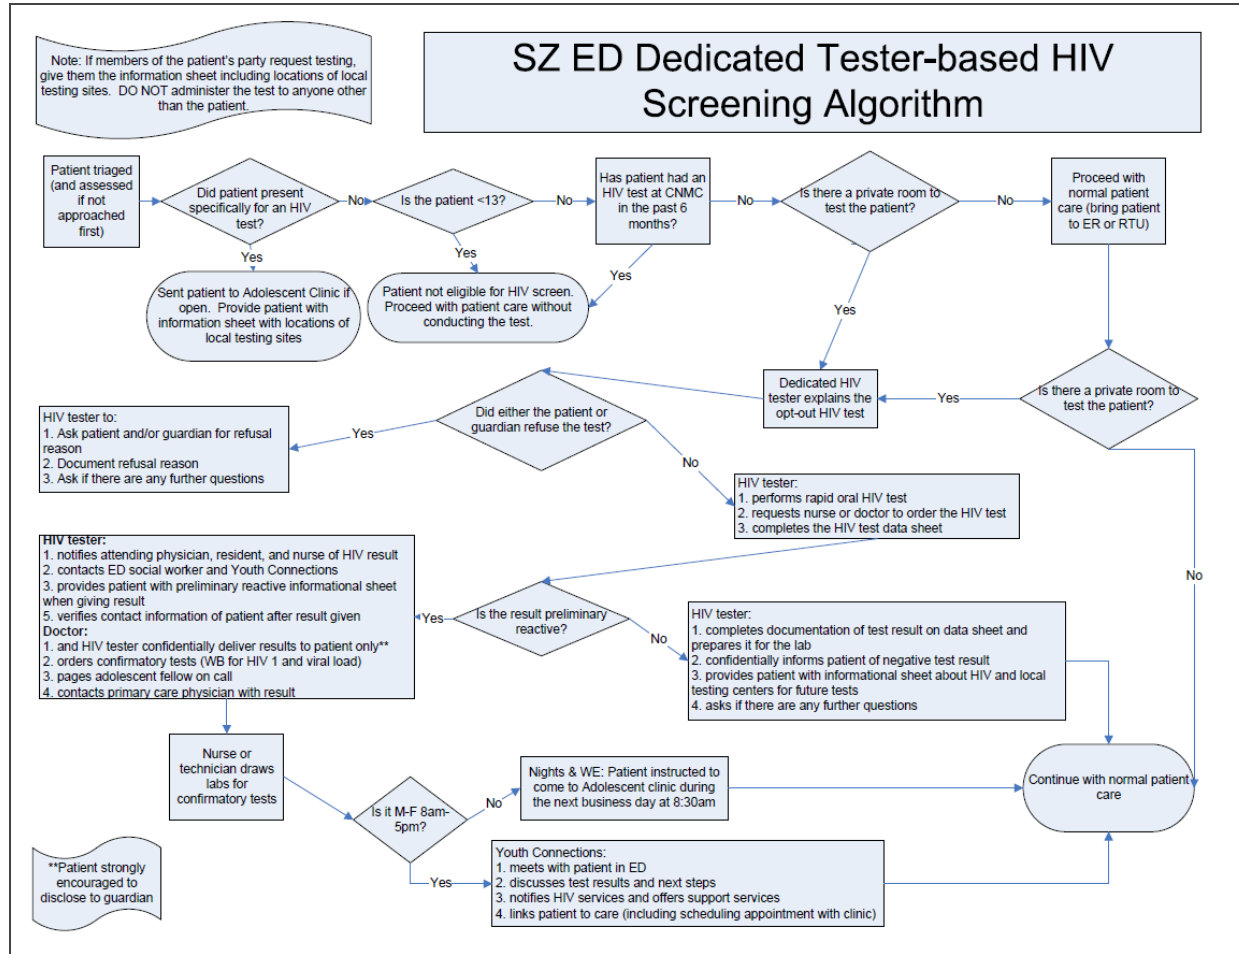 Note: If members of the patient's party request testing,
give them the information sheet including locations of local
testing sites.  DO NOT administer the test to anyone other
than the patient.
SZ ED Dedicated Tester-based HIV
Screening Algorithm
Patient triaged
(and assessed
if not
approached
first)
Did patient present
specifically for an HIV
test?
No
Is the patient <13?
No
Has patient had an
HIV test at CNMC
in the past 6
months?
No
Is there a private room to
test the patient?
No
Proceed with
normal patient
care (bring patient
to ER or RTU)
Yes
Yes
Yes
Yes
Sent patient to Adolescent Clinic if
open.  Provide patient with
information sheet with locations of
local testing sites
Patient not eligible for HIV screen.
Proceed with patient care without
conducting the test.
Dedicated HIV
tester explains the
opt-out HIV test
Yes
Is there a private room to
test the patient?
Did either the patient or
guardian refuse the test?
Yes
No
HIV tester to:
1. Ask patient and/or guardian for refusal
reason
2. Document refusal reason
3. Ask if there are any further questions
HIV tester:
1. performs rapid oral HIV test
2. requests nurse or doctor to order the HIV test
3. completes the HIV test data sheet
No
HIV tester:
1. notifies attending physician, resident, and nurse of HIV result
2. contacts ED social worker and Youth Connections
3. provides patient with preliminary reactive informational sheet
when giving result
5. verifies contact information of patient after result given
Doctor:
1. and HIV tester confidentially deliver results to patient only**
2. orders confirmatory tests (WB for HIV 1 and viral load)
3. pages adolescent fellow on call
4. contacts primary care physician with result
Yes
Is the result preliminary
reactive?
No
HIV tester:
1. completes documentation of test result on data sheet and
prepares it for the lab
2. confidentially informs patient of negative test result
3. provides patient with informational sheet about HIV and local
testing centers for future tests
4. asks if there are any further questions
Nurse or
technician draws
labs for
confirmatory tests
Is it M-F 8am-
5pm?
No
Nights & WE: Patient instructed to
come to Adolescent clinic during
the next business day at 8:30am
Continue with normal patient
care
Yes
Youth Connections:
1. meets with patient in ED
2. discusses test results and next steps
3. notifies HIV services and offers support services
4. links patient to care (including scheduling appointment with clinic)
**Patient strongly
encouraged to
disclose to guardian